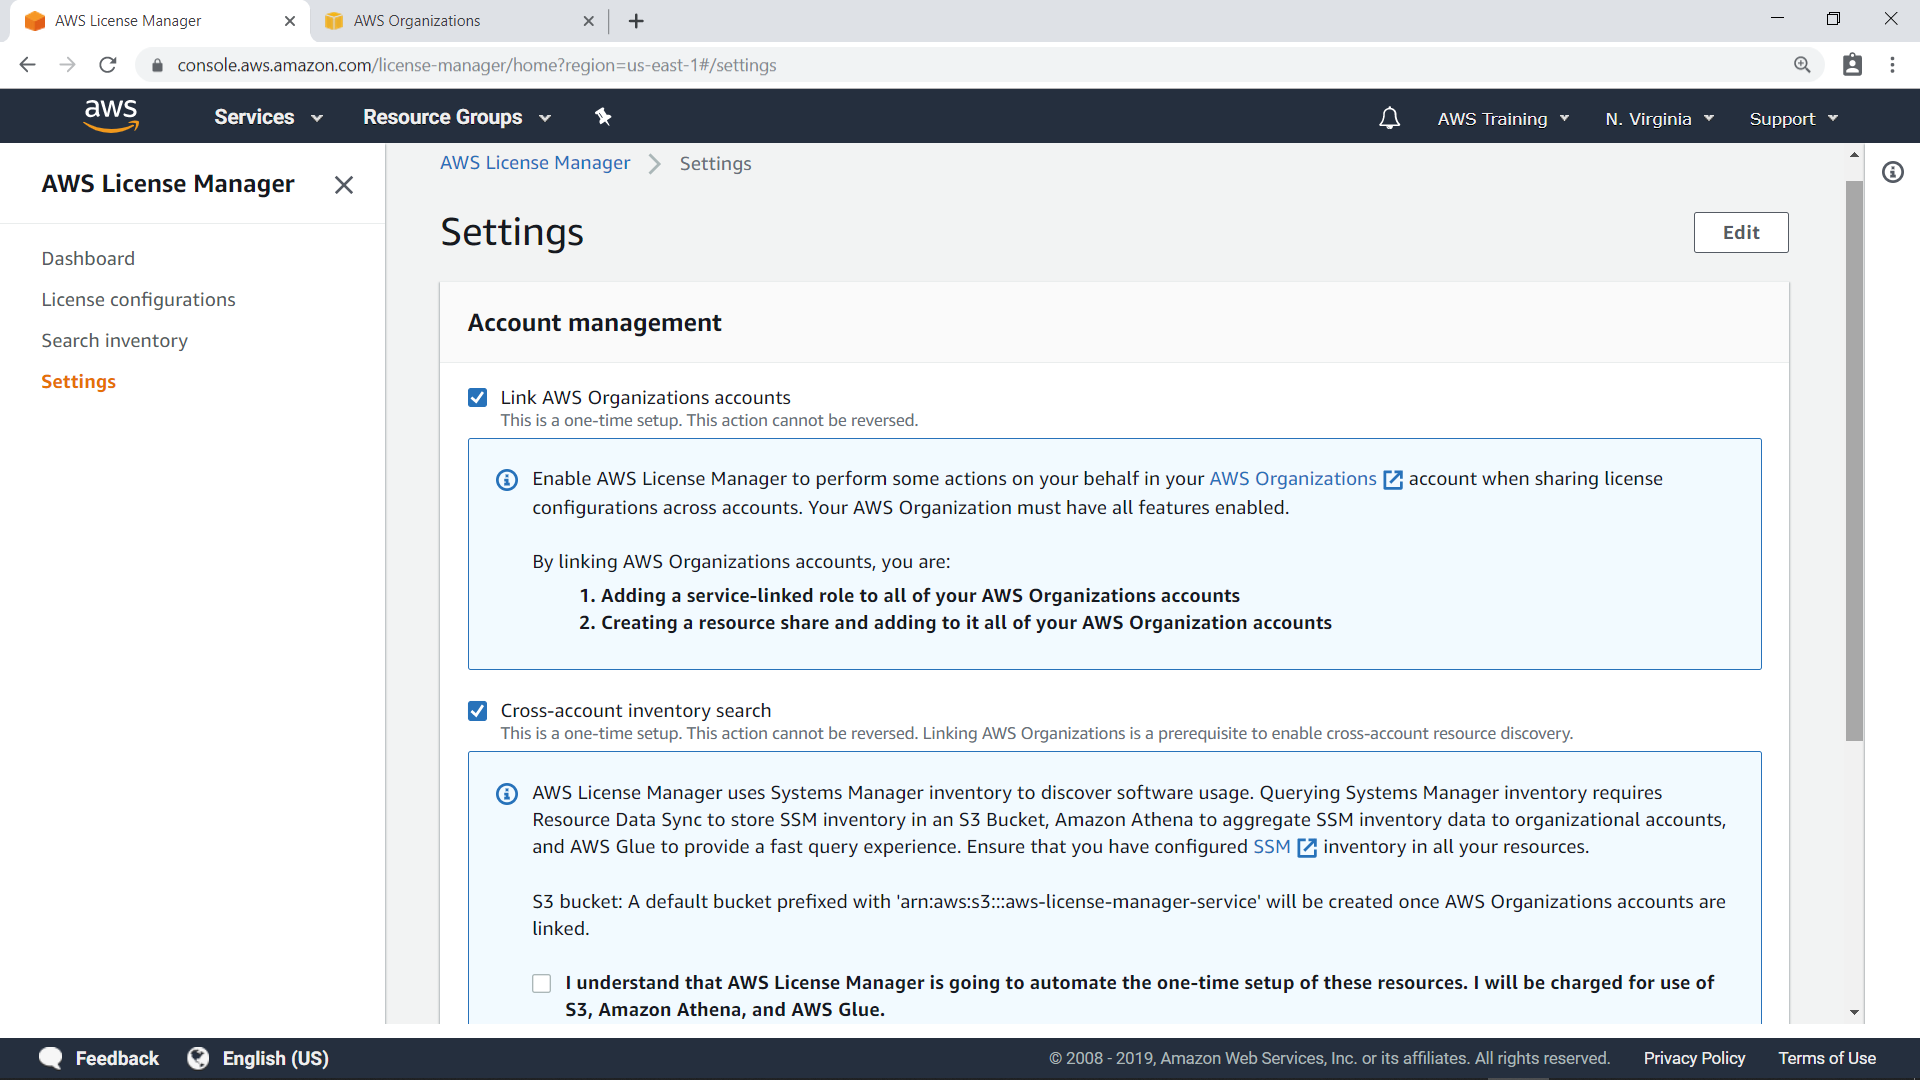 AWS License Manager
AWS Organizations
console.aws.amazon.com/license-manager/home?region=us-east-1#/settings
aws
Services
Resource Groups
AWS Training
N. Virginia
Support
AWS License Manager
Dashboard
License configurations
Search inventory
Settings
AWS License Manager
Settings
Settings
Edit
Account management
Link AWS Organizations accounts
This is a one-time setup. This action cannot be reversed.
Enable AWS License Manager to perform some actions on your behalf in your AWS Organizations account when sharing license
configurations across accounts. Your AWS Organization must have all features enabled.
By linking AWS Organizations accounts, you are:
1. Adding a service-linked role to all of your AWS Organizations accounts
2. Creating a resource share and adding to it all of your AWS Organization accounts
Cross-account inventory search
This is a one-time setup. This action cannot be reversed. Linking AWS Organizations is a prerequisite to enable cross-account resource discovery.
AWS License Manager uses Systems Manager inventory to discover software usage. Querying Systems Manager inventory requires
Resource Data Sync to store SSM inventory in an S3 Bucket, Amazon Athena to aggregate SSM inventory data to organizational accounts,
and AWS Glue to provide a fast query experience. Ensure that you have configured SSM inventory in all your resources.
S3 bucket: A default bucket prefixed with 'arn:aws:s3:::aws-license-manager-service' will be created once AWS Organizations accounts are
linked.
I understand that AWS License Manager is going to automate the one-time setup of these resources. I will be charged for use of
S3, Amazon Athena, and AWS Glue.
Feedback
English (US)
© 2008 - 2019, Amazon Web Services, Inc. or its affiliates. All rights reserved.
Privacy Policy
Terms of Use